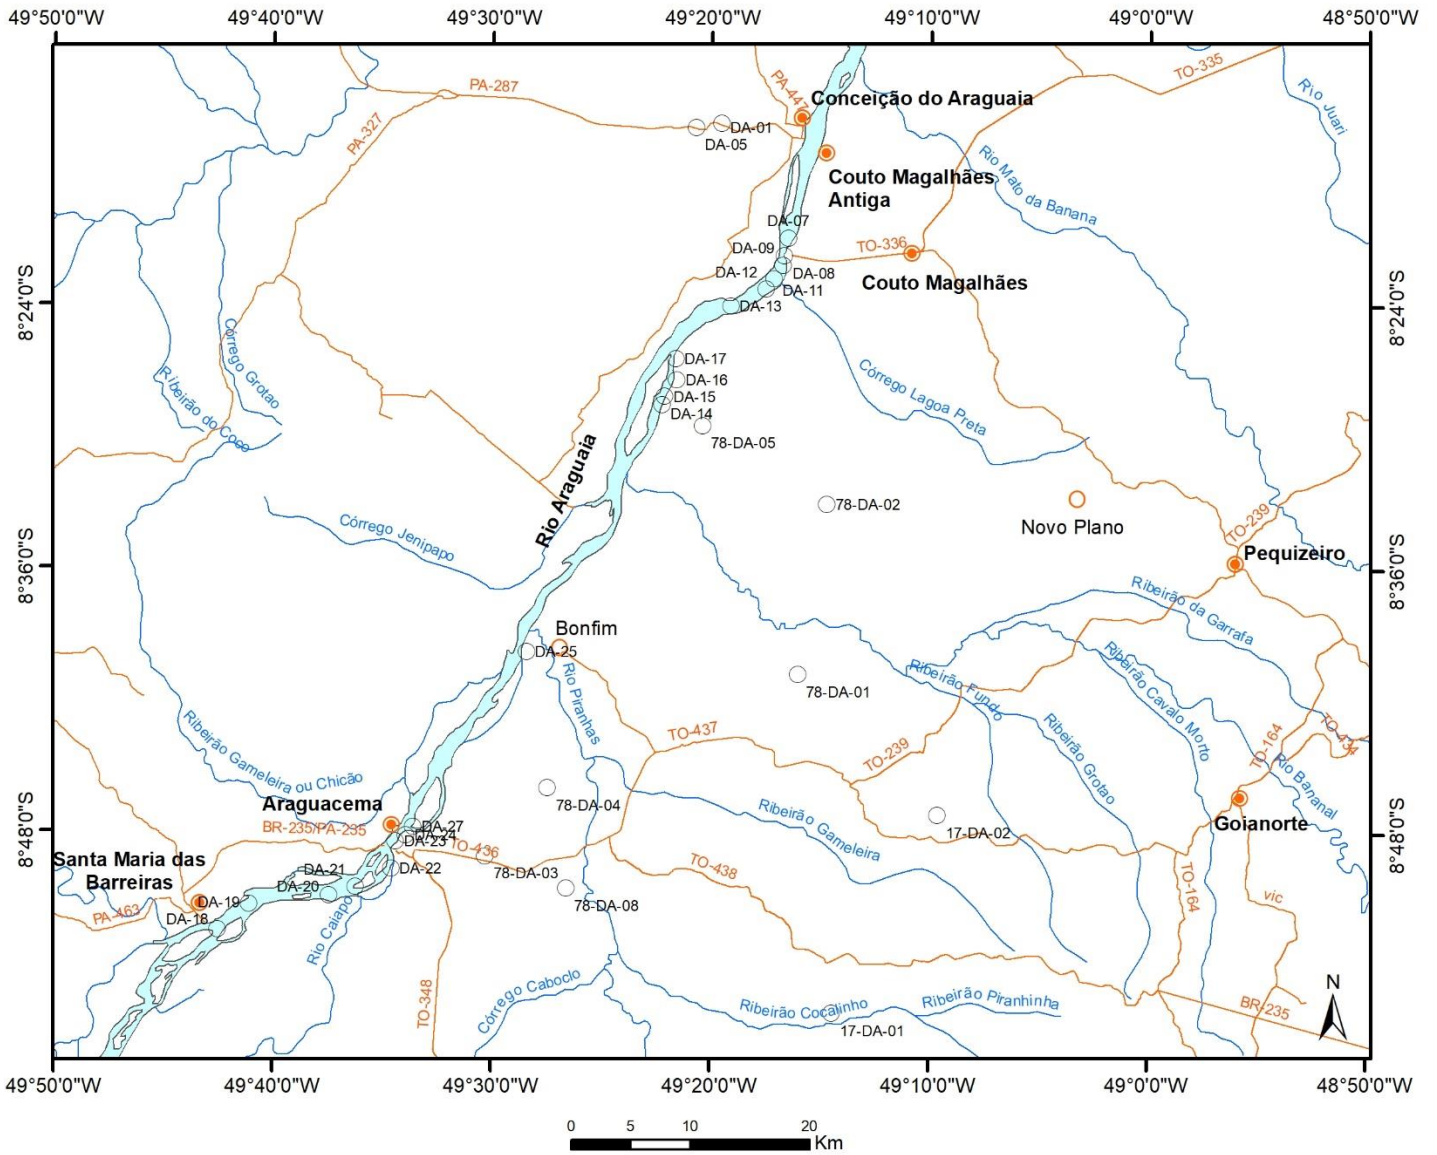 49°50'0"W 49°40'0"W 49°30'0"W 49°20'0"W 49°10'0"W 49°0'0"W 48°50'0"W
TO-335
PA-287
PA-447
Rio Juari
Conceição do Araguaia
PA-327
DA-01
DA-05
Rio Mato da Banana
Couto Magalhães
Antiga
DA-07
DA-09
TO-336
DA-12
DA-08
Couto Magalhães
DA-11
8°24'0"S
8°24'0"S
DA-13
Córrego Grotao
DA-17
Ribeirão do Coco
Córrego Lagoa Preta
DA-16
DA-15
DA-14
78-DA-05
Rio Araguaia
78-DA-02
Novo Plano
TO-239
Córrego Jenipapo
Pequizeiro
8°36'0"S
8°36'0"S
Ribeirão da Garrafa
Bonfim
DA-25
Ribeirão Cavalo Morto
78-DA-01
Ribeirão Fundo
Rio Piranhas
Ribeirão Grotao
TO-437
TO-164
TO-434
TO-239
Ribeirão Gameleira ou Chicão
Rio Bananal
78-DA-04
Araguacema
Ribeirão Gameleira
17-DA-02
Goianorte
BR-235/PA-235
DA-27
DA-24
DA-23
TO-436
8°48'0"S
8°48'0"S
Santa Maria das
Barreiras
DA-21
DA-22
78-DA-03
TO-438
DA-20
TO-164
vic
DA-19
78-DA-08
PA-463
DA-18
Rio Caiapo
TO-348
Córrego Caboclo
Ribeirão Cocalinho
Ribeirão Piranhinha
17-DA-01
BR-235
N
49°50'0"W 49°40'0"W 49°30'0"W 49°20'0"W 49°10'0"W 49°0'0"W 48°50'0"W
0 5 10 20
Km